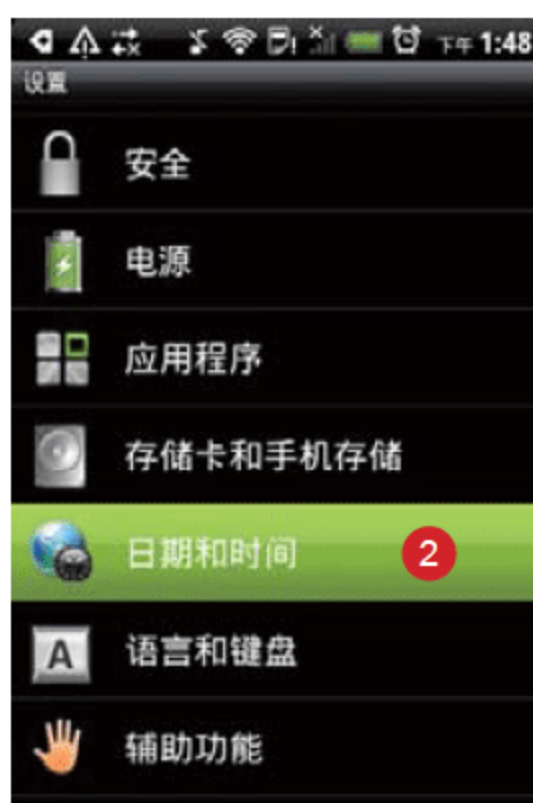 下午 1:48
设置
安全
电源
应用程序
存储卡和手机存储
日期和时间 2
语言和键盘
A
辅助功能